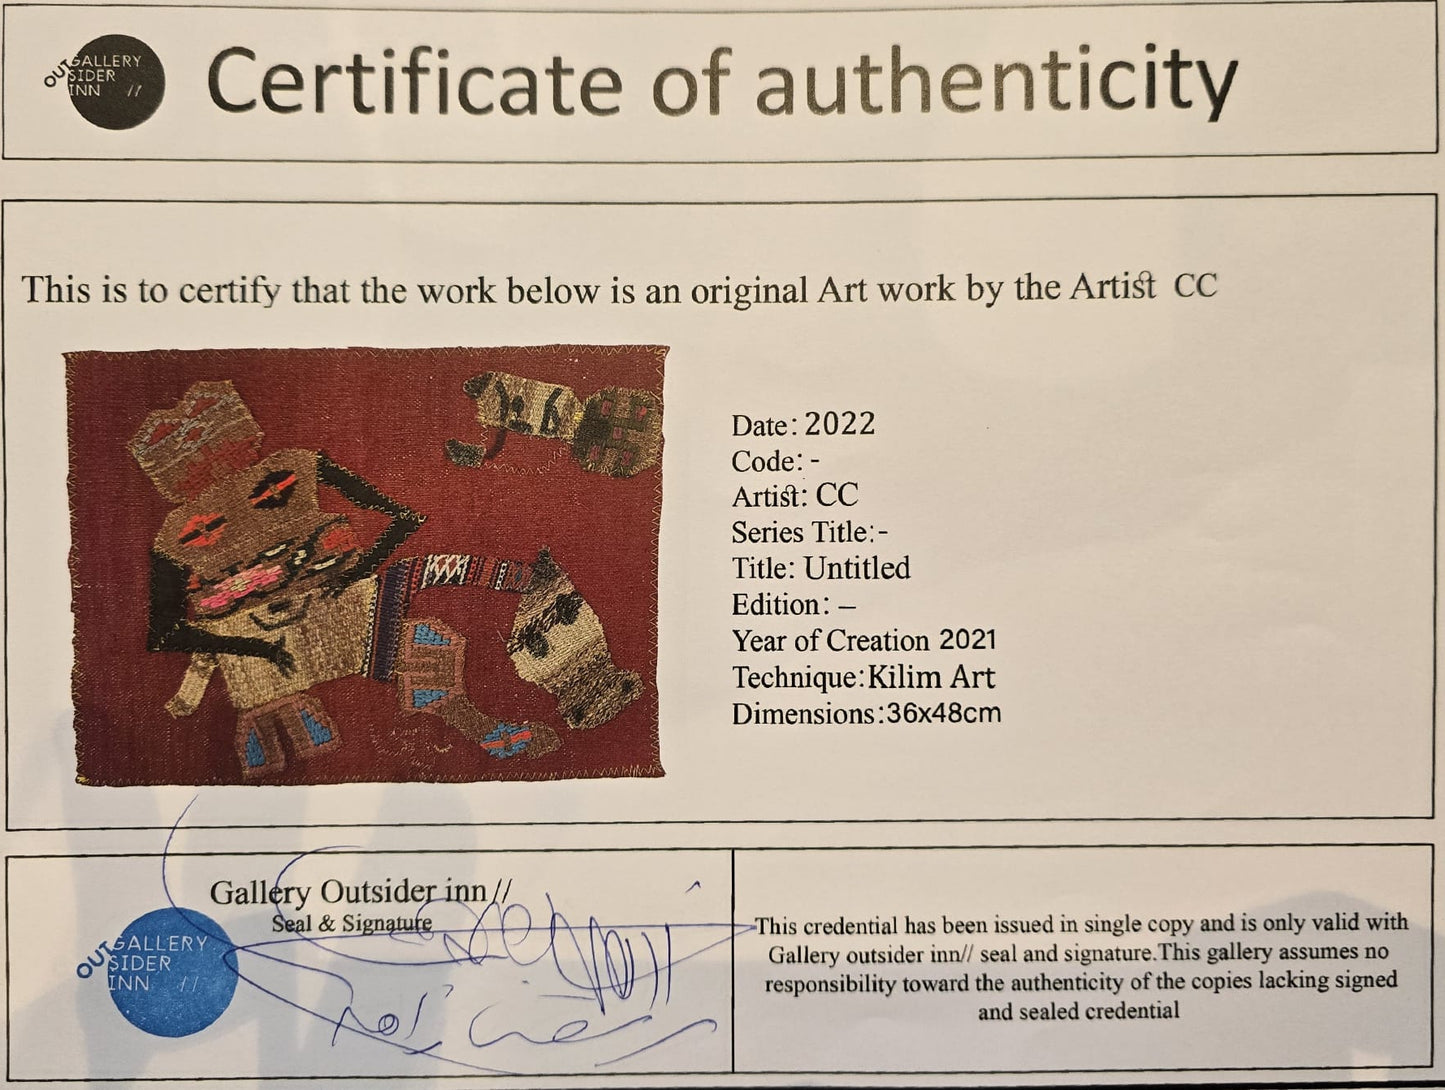 OUT GALLERY
SIDER
INN //
Certificate of authenticity
This is to certify that the work below is an original Art work by the Artist CC
Date: 2022
Code: -
Artist: CC
Series Title:-
Title: Untitled
Edition: –
Year of Creation 2021
Technique:Kilim Art
Dimensions:36x48cm
Gallery Outsider inn//
Seal & Signature
OUT GALLERY
SIDER
INN //
This credential has been issued in single copy and is only valid with
Gallery outsider inn// seal and signature.This gallery assumes no
responsibility toward the authenticity of the copies lacking signed
and sealed credential